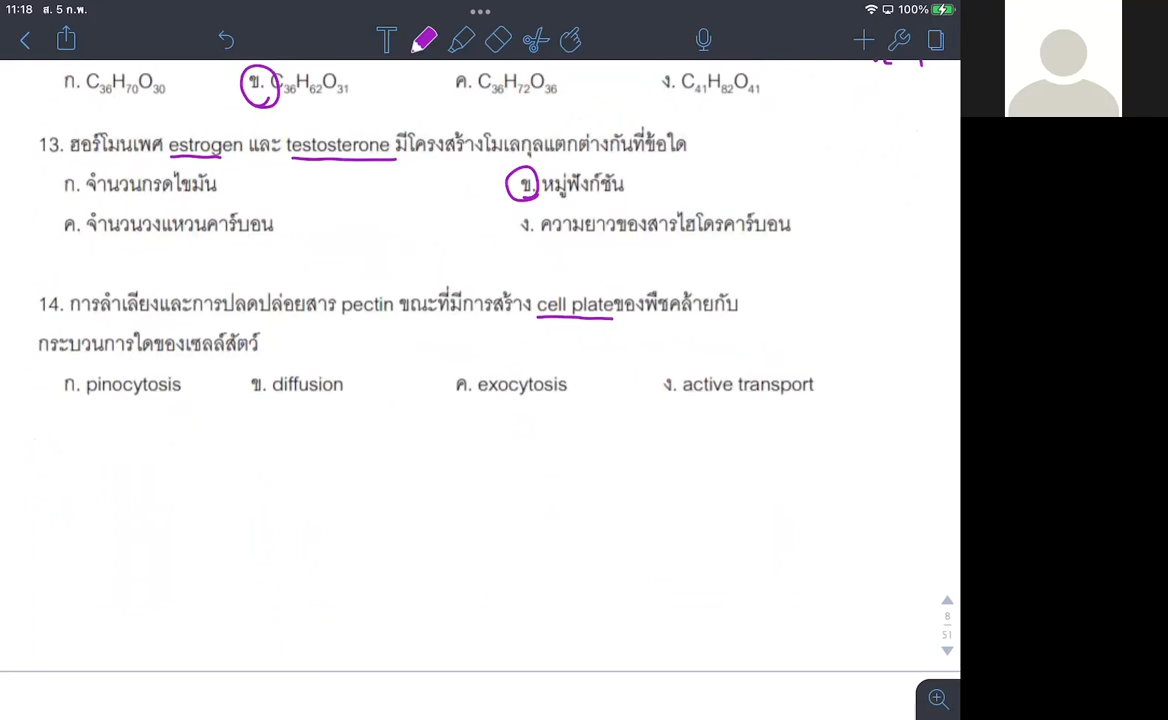 11:18 ส. 5 ก.พ. 100%
ก. C36H70O30 ข. C36H62O31 ค. C36H72O36 ง. C41H82O41
13. ฮอร์โมนเพศ estrogen และ testosterone มีโครงสร้างโมเลกุลแตกต่างกันที่ข้อใด
ก. จำนวนกรดไขมัน ข. หมู่ฟังก์ชัน
ค. จำนวนวงแหวนคาร์บอน ง. ความยาวของสารไฮโดรคาร์บอน
14. การลำเลียงและการปลดปล่อยสาร pectin ขณะที่มีการสร้าง cell plateของพืชคล้ายกับ
กระบวนการใดของเซลล์สัตว์
ก. pinocytosis ข. diffusion ค. exocytosis ง. active transport
8
51